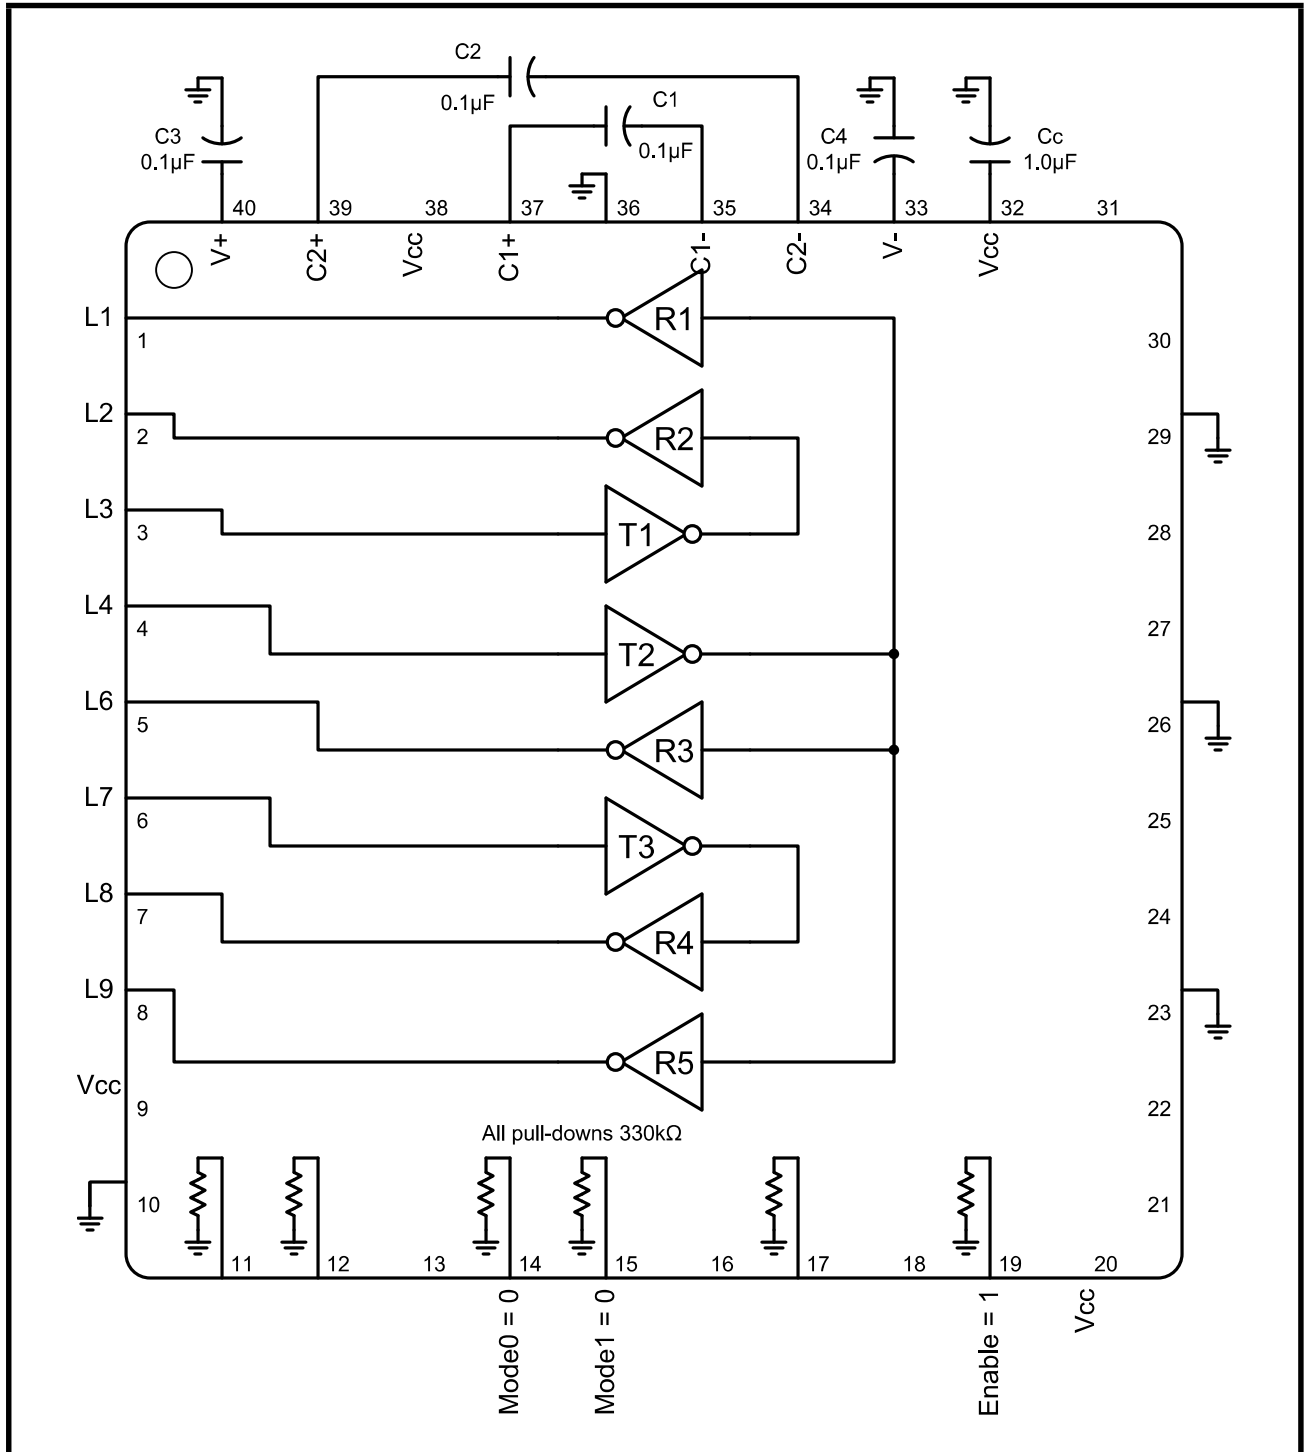 C2
0.1µF
C1
0.1µF
C3
0.1µF
C4
0.1µF
Cc
1.0µF
40 39 38 37 36 35 34 33 32 31
V+ C2+ Vcc C1+ C1- C2- V- Vcc
L1
1
R1
30
L2
2
R2
29
L3
3
T1
28
L4
4
T2
27
L6
5
R3
26
L7
6
T3
25
L8
7
R4
24
L9
8
R5
23
Vcc
9
22
All pull-downs 330kΩ
10
21
11 12 13 14 15 16 17 18 19 20
Mode0 = 0
Mode1 = 0
Enable = 1
Vcc